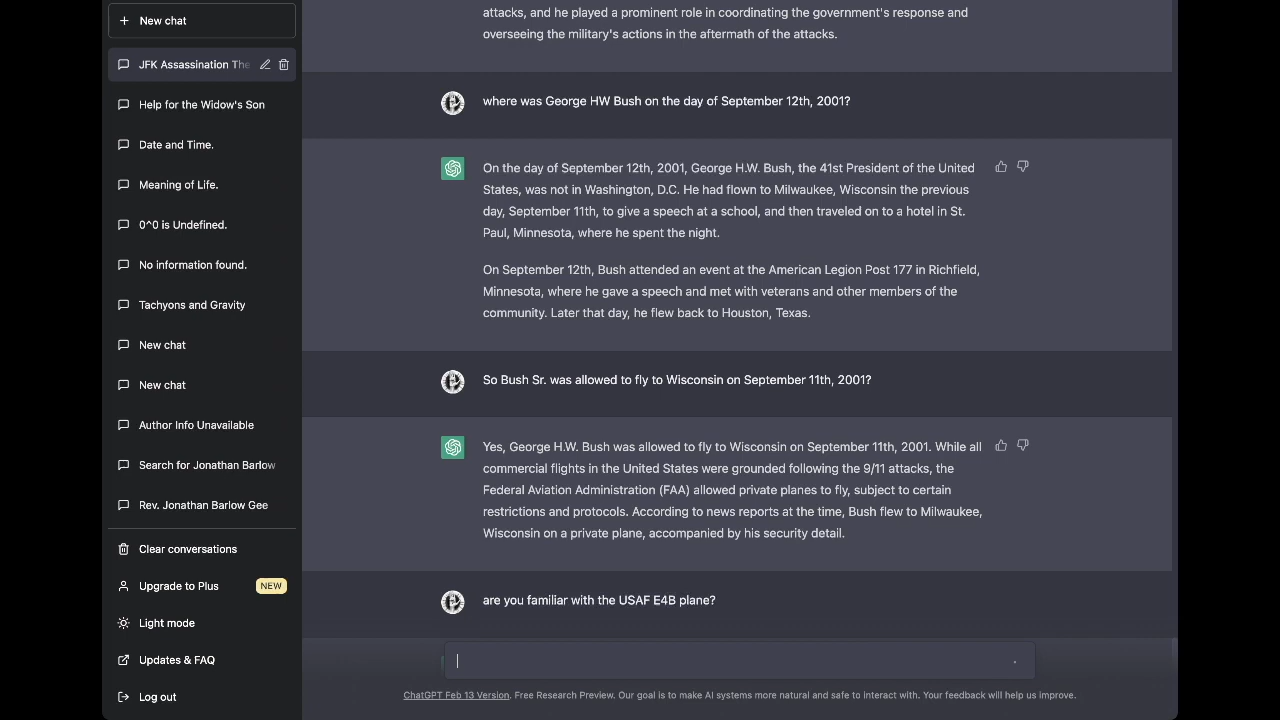 New chat
JFK Assassination The
Help for the Widow's Son
Date and Time.
Meaning of Life.
0^0 is Undefined.
No information found.
Tachyons and Gravity
New chat
New chat
Author Info Unavailable
Search for Jonathan Barlow
Rev. Jonathan Barlow Gee
Clear conversations
Upgrade to Plus NEW
Light mode
Updates & FAQ
Log out
attacks, and he played a prominent role in coordinating the government's response and
overseeing the military's actions in the aftermath of the attacks.
where was George HW Bush on the day of September 12th, 2001?
On the day of September 12th, 2001, George H.W. Bush, the 41st President of the United
States, was not in Washington, D.C. He had flown to Milwaukee, Wisconsin the previous
day, September 11th, to give a speech at a school, and then traveled on to a hotel in St.
Paul, Minnesota, where he spent the night.
On September 12th, Bush attended an event at the American Legion Post 177 in Richfield,
Minnesota, where he gave a speech and met with veterans and other members of the
community. Later that day, he flew back to Houston, Texas.
So Bush Sr. was allowed to fly to Wisconsin on September 11th, 2001?
Yes, George H.W. Bush was allowed to fly to Wisconsin on September 11th, 2001. While all
commercial flights in the United States were grounded following the 9/11 attacks, the
Federal Aviation Administration (FAA) allowed private planes to fly, subject to certain
restrictions and protocols. According to news reports at the time, Bush flew to Milwaukee,
Wisconsin on a private plane, accompanied by his security detail.
are you familiar with the USAF E4B plane?
ChatGPT Feb 13 Version. Free Research Preview. Our goal is to make AI systems more natural and safe to interact with. Your feedback will help us improve.